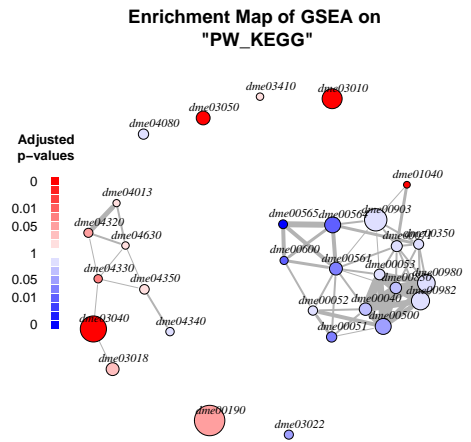 Enrichment Map of GSEA on
"PW_KEGG"
dme03410
dme03010
dme03050
dme04080
Adjusted
p−values
0
0.01
0.05
1
0.05
0.01
0
dme04013
dme04320
dme04630
dme04330
dme04350
dme03040
dme04340
dme03018
dme01040
dme00903
dme00565
dme00564
dme00350
dme00600
dme00561
dme00053
dme00980
dme00982
dme00052
dme00040
dme00051
dme00500
dme00190
dme03022